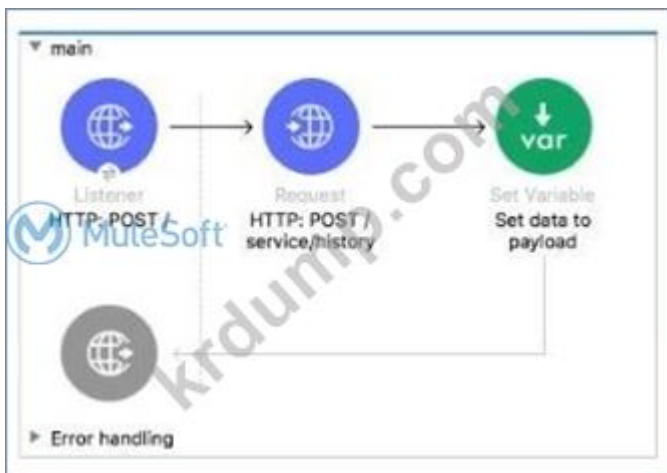 main
var
Listener
Request
Set Variable
HTTP: POST /
HTTP: POST /
Set data to
service/history
payload
MuleSoft
krdump.com
Error handling